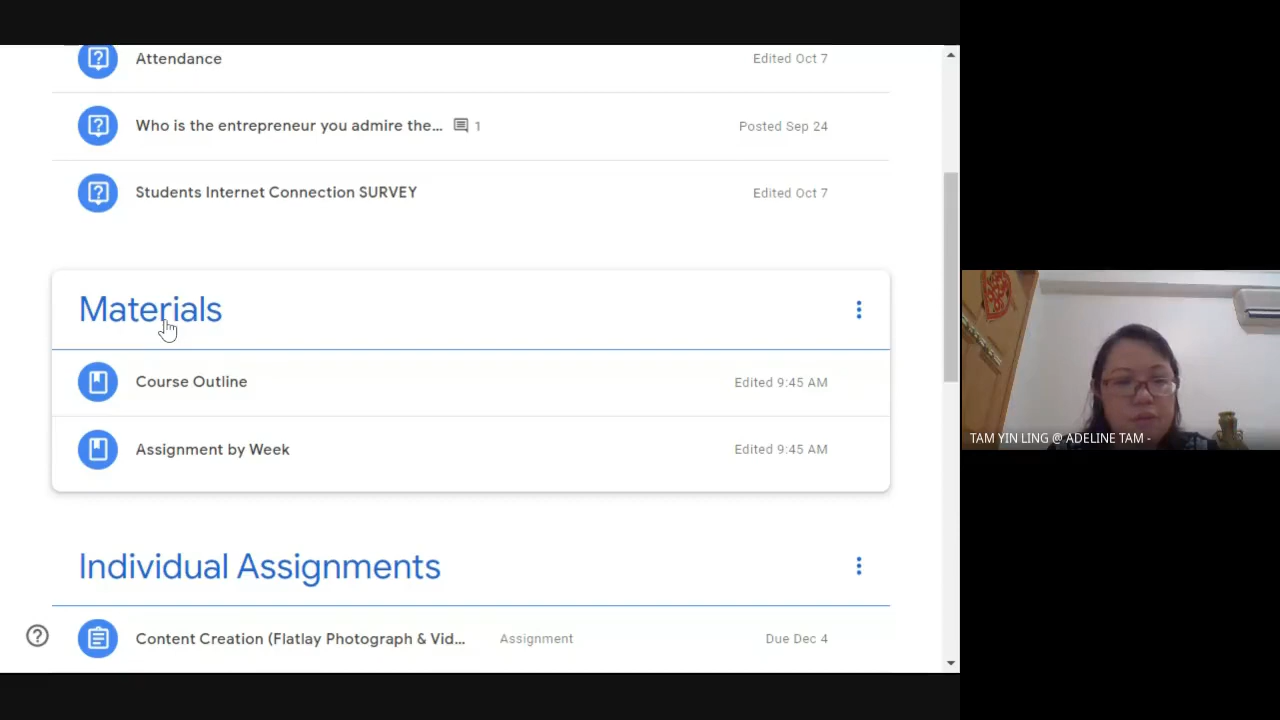 Attendance
Edited Oct 7
Who is the entrepreneur you admire the...
1
Posted Sep 24
Students Internet Connection SURVEY
Edited Oct 7
Materials
Course Outline
Edited 9:45 AM
Assignment by Week
Edited 9:45 AM
Individual Assignments
Content Creation (Flatlay Photograph & Vid...
Assignment
Due Dec 4
TAM YIN LING @ ADELINE TAM -